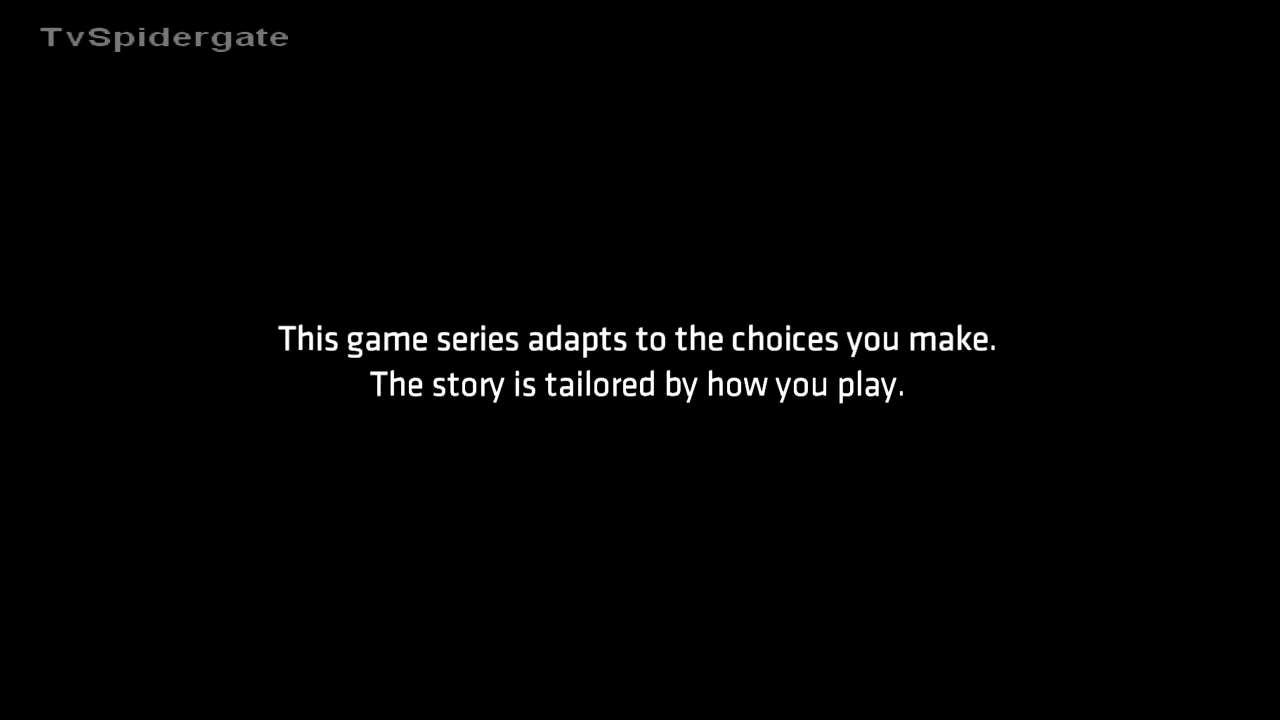 TvSpidergate
This game series adapts to the choices you make.
The story is tailored by how you play.